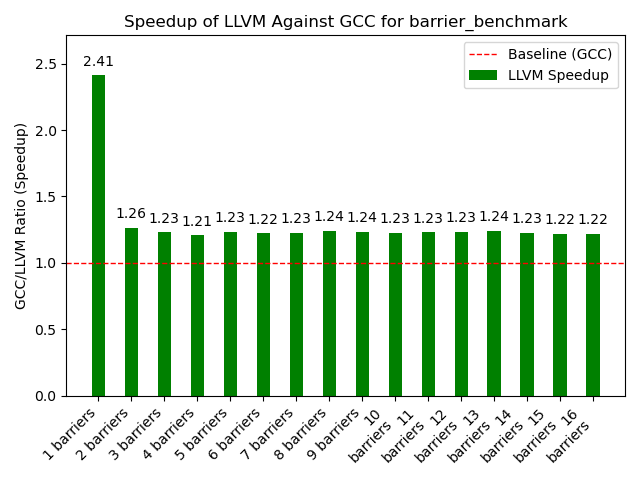 Speedup of LLVM Against GCC for barrier_benchmark
GCC/LLVM Ratio (Speedup)
2.5
2.0
1.5
1.0
0.5
0.0
Baseline (GCC)
LLVM Speedup
2.41
1.26
1.23
1.21
1.23
1.22
1.23
1.24
1.24
1.23
1.23
1.23
1.24
1.23
1.22
1.22
1 barriers
2 barriers
3 barriers
4 barriers
5 barriers
6 barriers
7 barriers
8 barriers
9 barriers
10
barriers
11
barriers
12
barriers
13
barriers
14
barriers
15
barriers
16
barriers